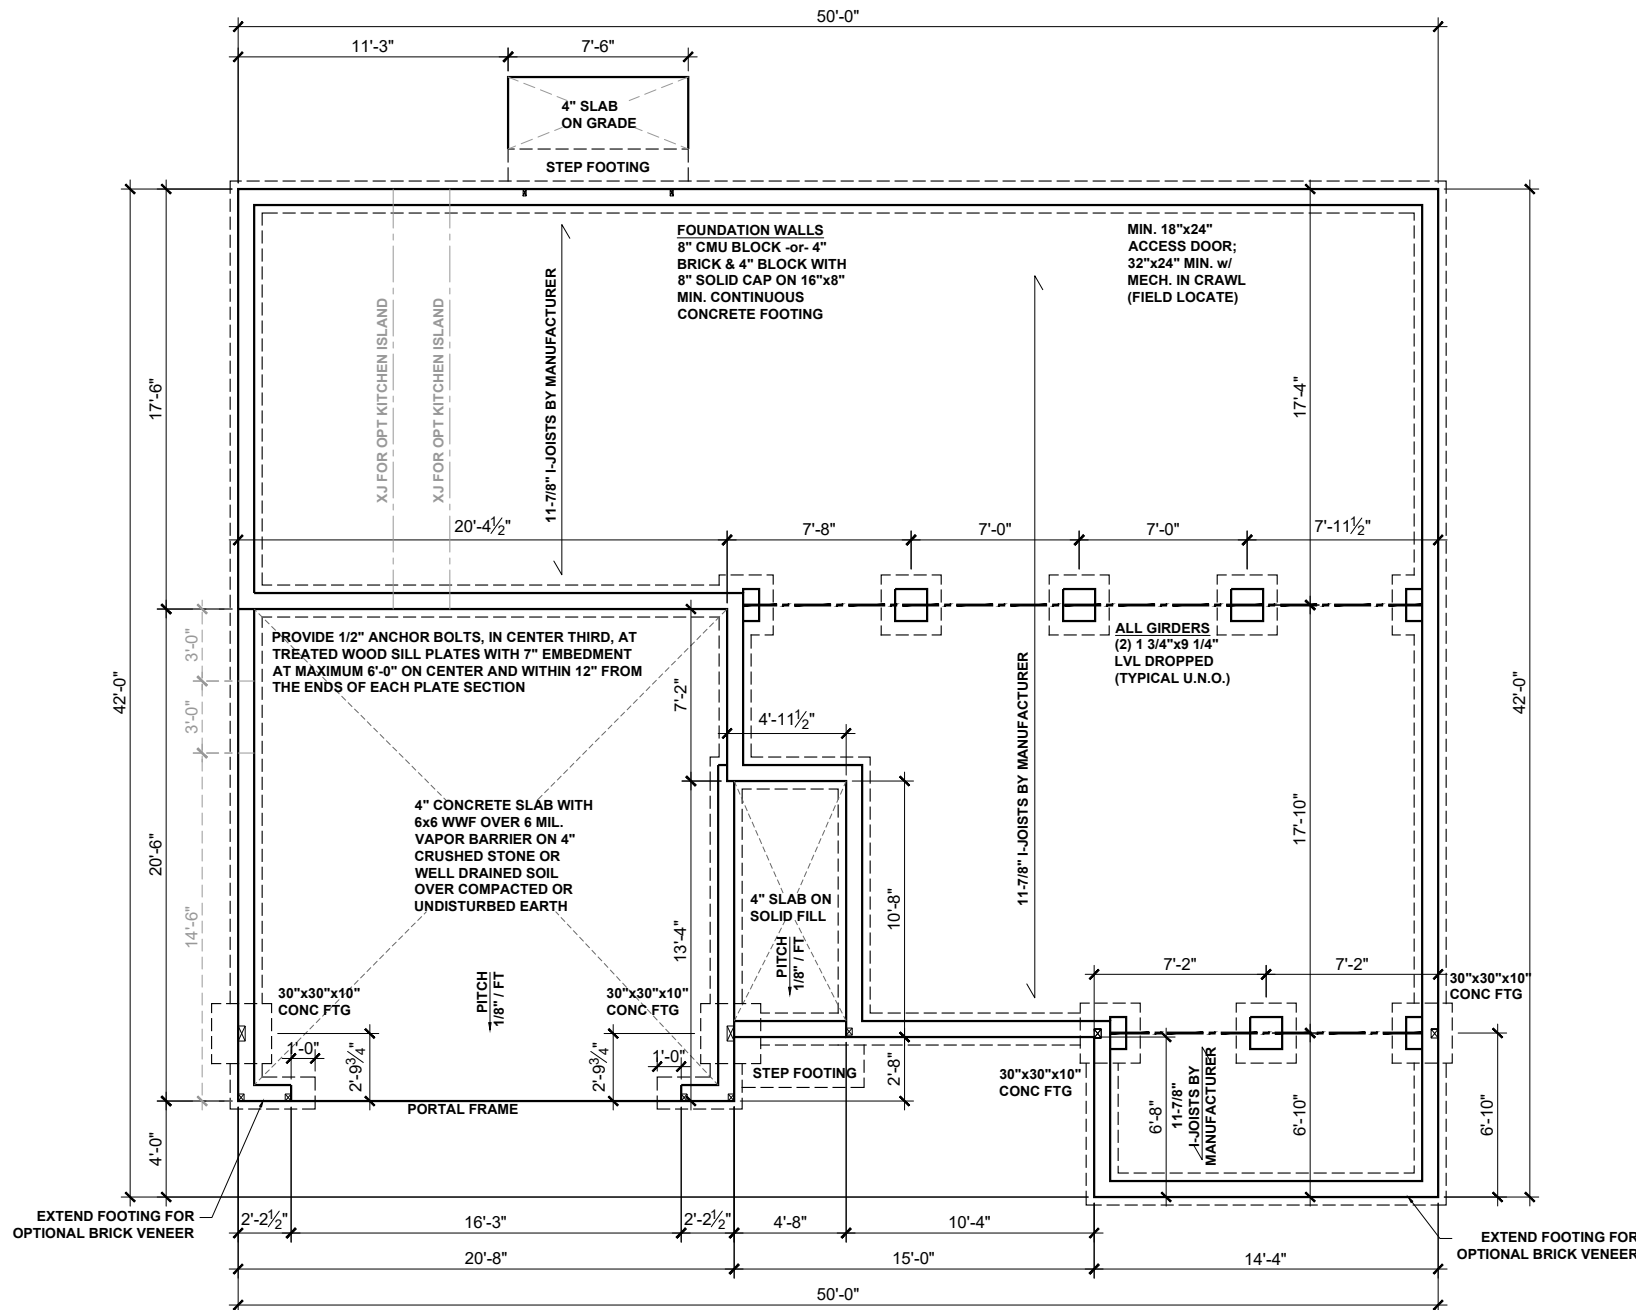 50'-0"
11'-3"
7'-6"
4" SLAB
ON GRADE
STEP FOOTING
FOUNDATION WALLS
8" CMU BLOCK -or- 4"
BRICK & 4" BLOCK WITH
8" SOLID CAP ON 16"x8"
MIN. CONTINUOUS
CONCRETE FOOTING
MIN. 18"x24"
ACCESS DOOR;
32"x24" MIN. w/
MECH. IN CRAWL
(FIELD LOCATE)
17'-6"
XJ FOR OPT KITCHEN ISLAND
XJ FOR OPT KITCHEN ISLAND
11-7/8" I-JOISTS BY MANUFACTURER
17'-4"
20'-4½"
7'-8"
7'-0"
7'-0"
7'-11½"
PROVIDE 1/2" ANCHOR BOLTS, IN CENTER THIRD, AT
TREATED WOOD SILL PLATES WITH 7" EMBEDMENT
AT MAXIMUM 6'-0" ON CENTER AND WITHIN 12" FROM
THE ENDS OF EACH PLATE SECTION
ALL GIRDERS
(2) 1 3/4"x9 1/4"
LVL DROPPED
(TYPICAL U.N.O.)
42'-0"
3'-0"
3'-0"
7'-2"
4'-11½"
11-7/8" I-JOISTS BY MANUFACTURER
42'-0"
20'-6"
14'-6"
4" CONCRETE SLAB WITH
6x6 WWF OVER 6 MIL.
VAPOR BARRIER ON 4"
CRUSHED STONE OR
WELL DRAINED SOIL
OVER COMPACTED OR
UNDISTURBED EARTH
13'-4"
4" SLAB ON
SOLID FILL
10'-8"
17'-10"
PITCH
1/8" / FT
PITCH
1/8" / FT
7'-2"
7'-2"
30"x30"x10"
CONC FTG
30"x30"x10"
CONC FTG
30"x30"x10"
CONC FTG
1'-0"
2'-9¾"
2'-9¾"
1'-0"
STEP FOOTING
2'-8"
30"x30"x10"
CONC FTG
6'-8"
11-7/8"
I-JOISTS BY
MANUFACTURER
6'-10"
6'-10"
PORTAL FRAME
4'-0"
EXTEND FOOTING FOR
OPTIONAL BRICK VENEER
2'-2½"
16'-3"
2'-2½"
4'-8"
10'-4"
EXTEND FOOTING FOR
OPTIONAL BRICK VENEER
20'-8"
15'-0"
14'-4"
50'-0"